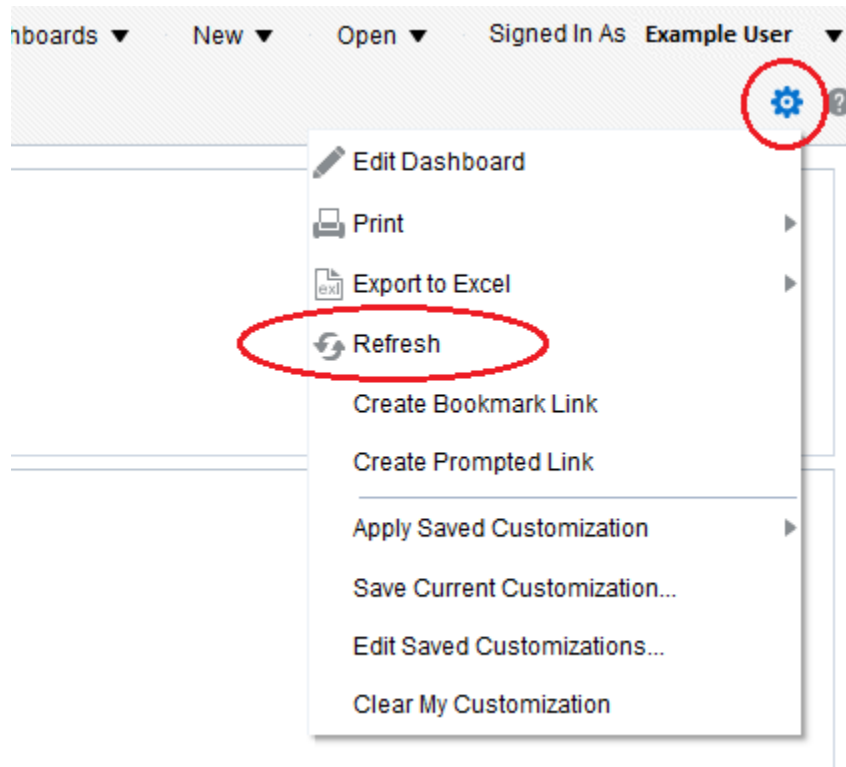 hboards New Open Signed In As Example User
?
Edit Dashboard
Print
exl Export to Excel
Refresh
Create Bookmark Link
Create Prompted Link
Apply Saved Customization
Save Current Customization...
Edit Saved Customizations...
Clear My Customization